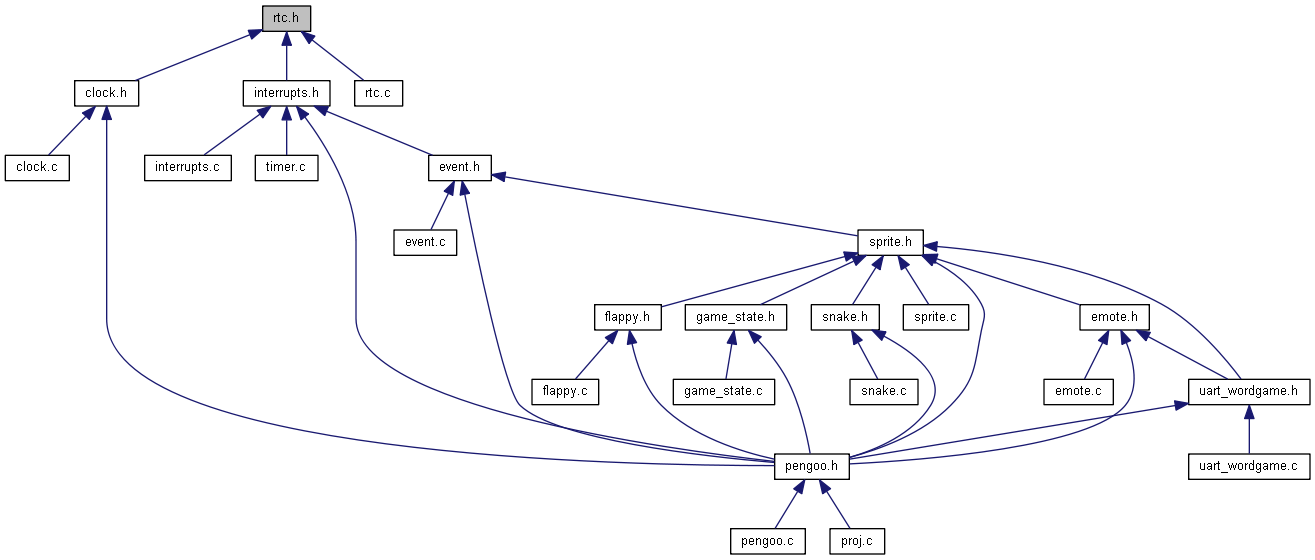 rtc.h
clock.h
interrupts.h
rtc.c
clock.c
interrupts.c
timer.c
event.h
event.c
sprite.h
flappy.h
game_state.h
snake.h
sprite.c
emote.h
flappy.c
game_state.c
snake.c
emote.c
uart_wordgame.h
pengoo.h
uart_wordgame.c
pengoo.c
proj.c